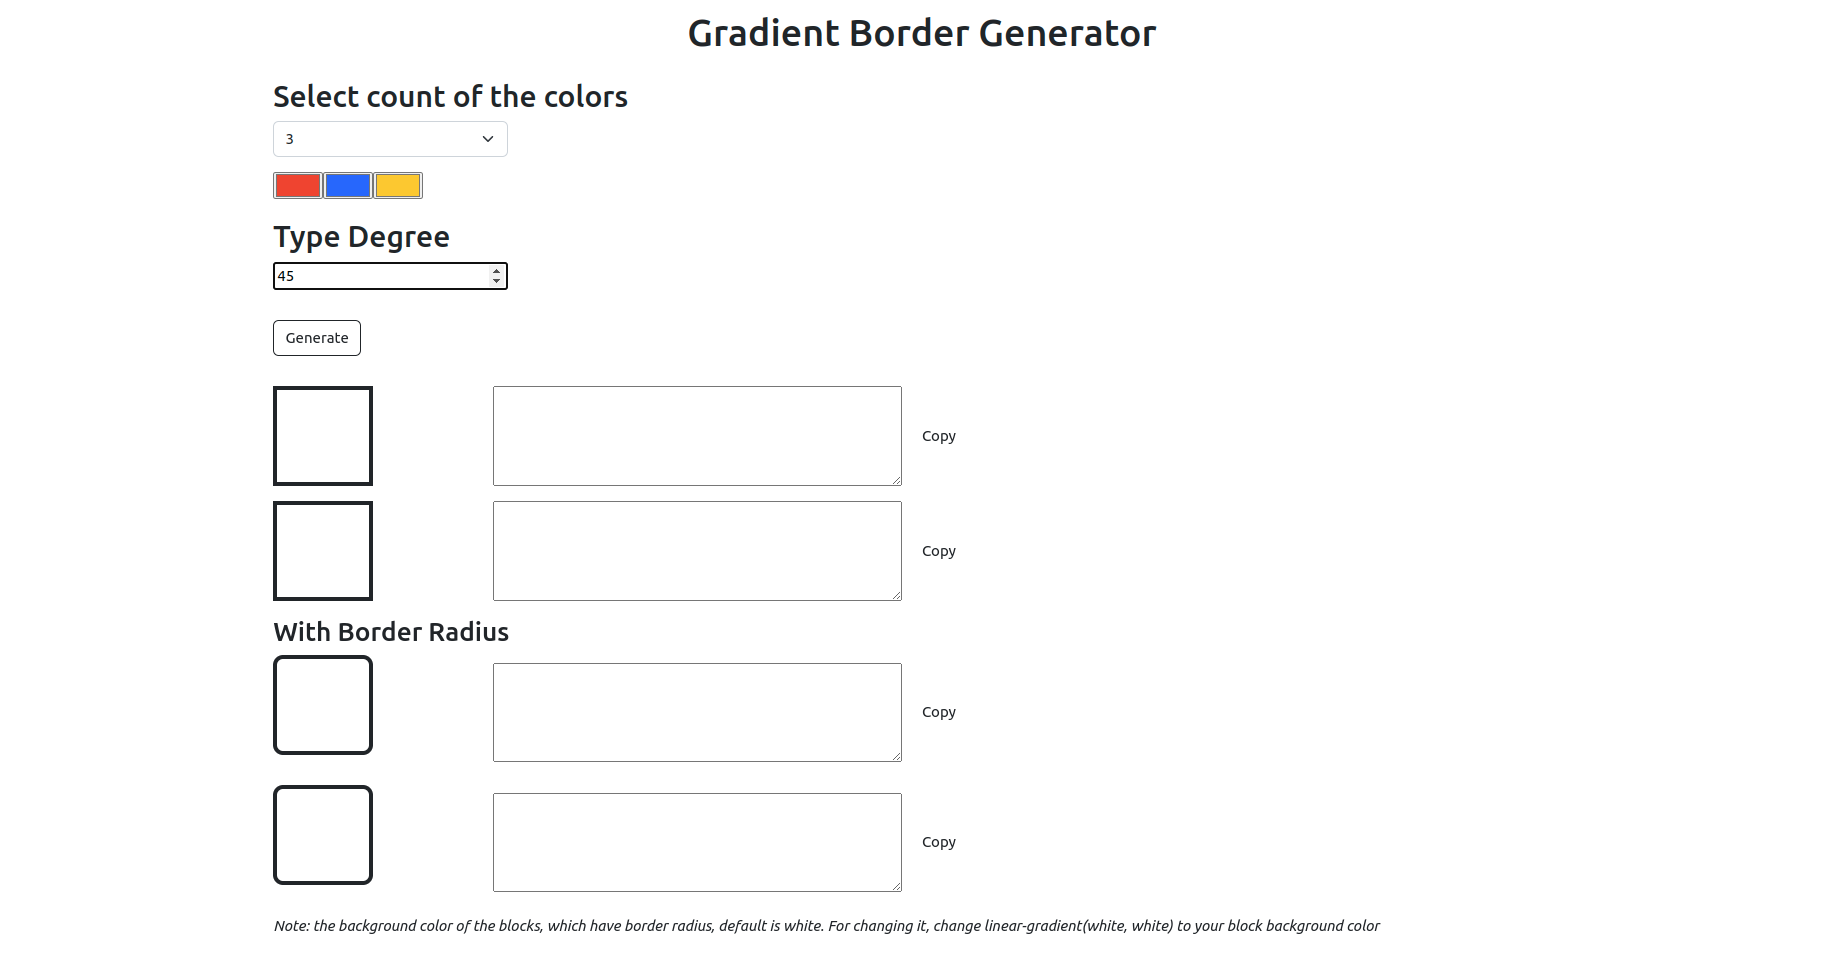 Gradient Border Generator
Select count of the colors
3
Type Degree
45
Generate
Copy
Copy
With Border Radius
Copy
Copy
Note: the background color of the blocks, which have border radius, default is white. For changing it, change linear-gradient(white, white) to your block background color